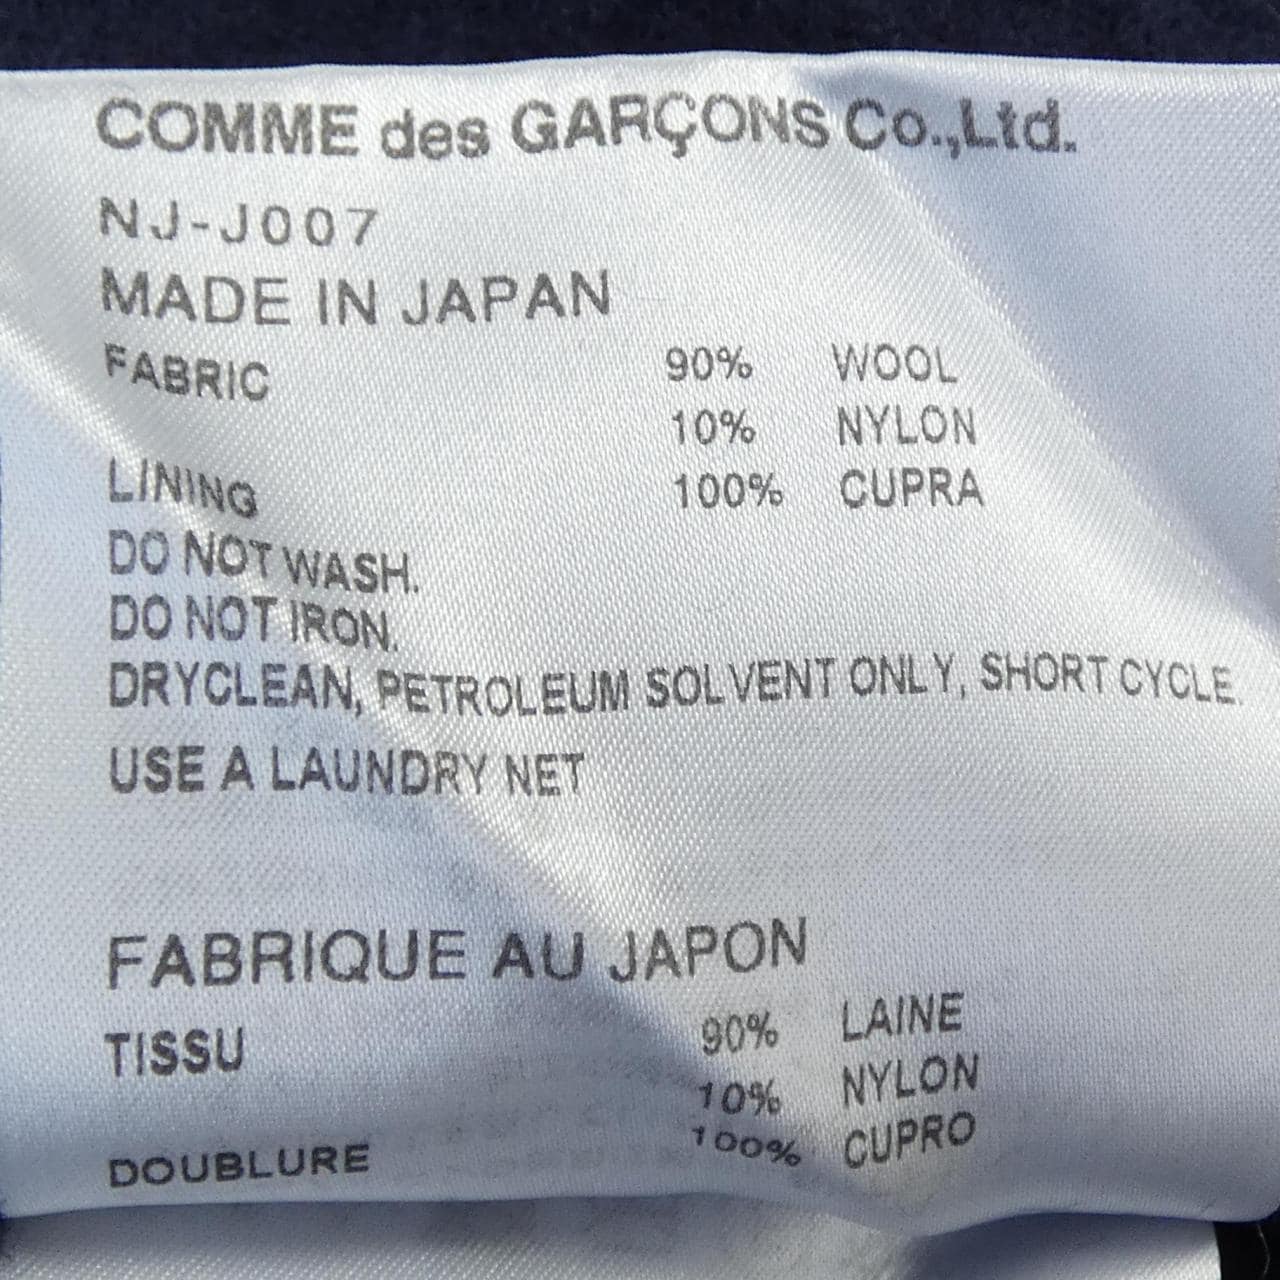 COMME des GARÇONS Co.,Ltd.
NJ-J007
MADE IN JAPAN
FABRIC 90% WOOL
10% NYLON
LINING 100% CUPRA
DO NOT WASH.
DO NOT IRON.
DRYCLEAN, PETROLEUM SOLVENT ONLY, SHORT CYCLE.
USE A LAUNDRY NET
FABRIQUE AU JAPON
TISSU 90% LAINE
10% NYLON
DOUBLURE 100% CUPRO